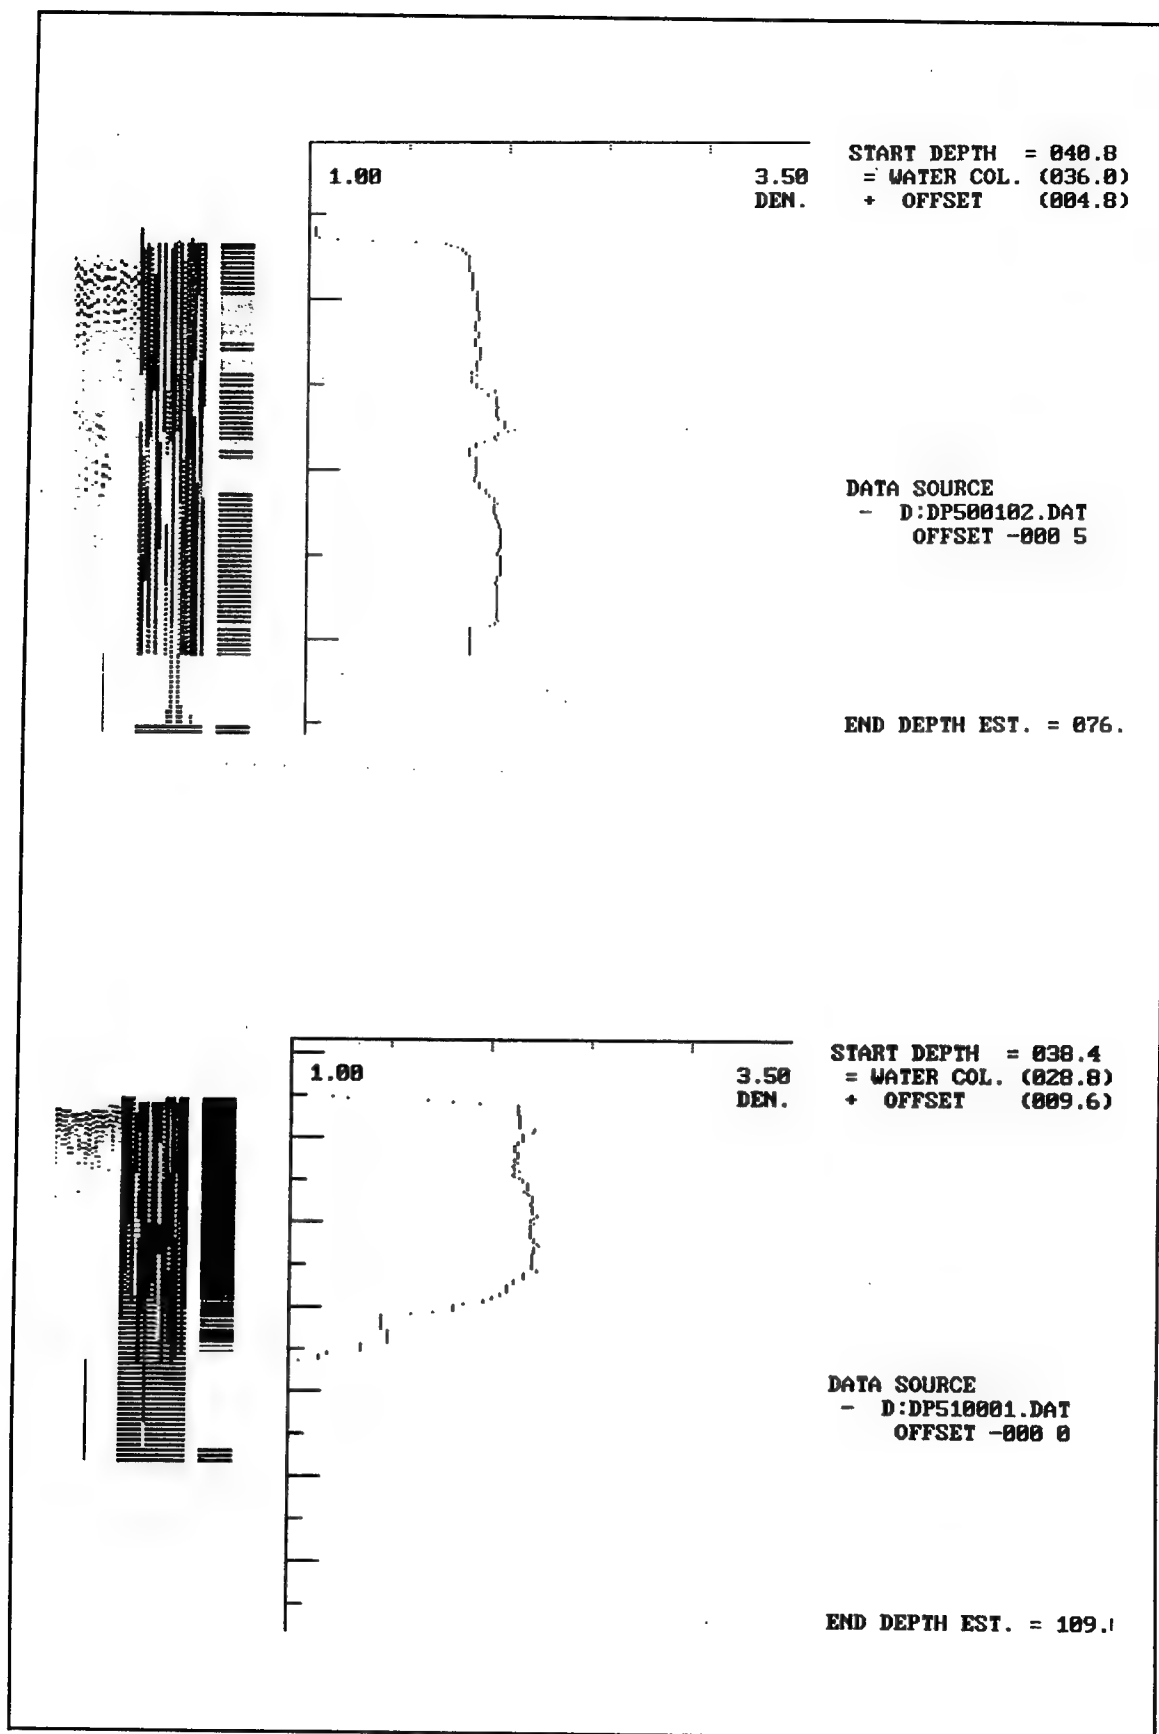 1.00
3.50
DEN.
START DEPTH = 040.8
= WATER COL. (036.0)
+ OFFSET (004.8)
DATA SOURCE
- D:DP500102.DAT
OFFSET -000 5
END DEPTH EST. = 076.
1.00
3.50
DEN.
START DEPTH = 038.4
= WATER COL. (028.8)
+ OFFSET (009.6)
DATA SOURCE
- D:DP510001.DAT
OFFSET -000 0
END DEPTH EST. = 109.